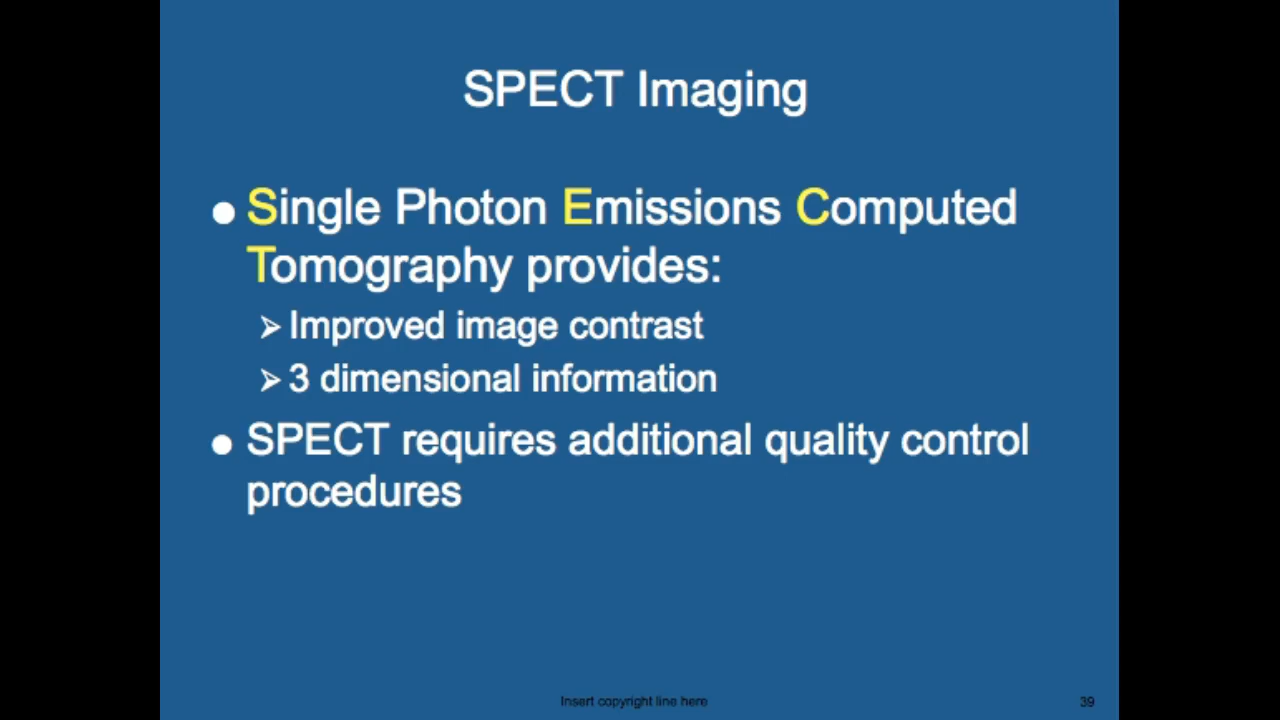 SPECT Imaging
● Single Photon Emissions Computed
Tomography provides:
➢ Improved image contrast
➢ 3 dimensional information
● SPECT requires additional quality control
procedures
Insert copyright line here
39